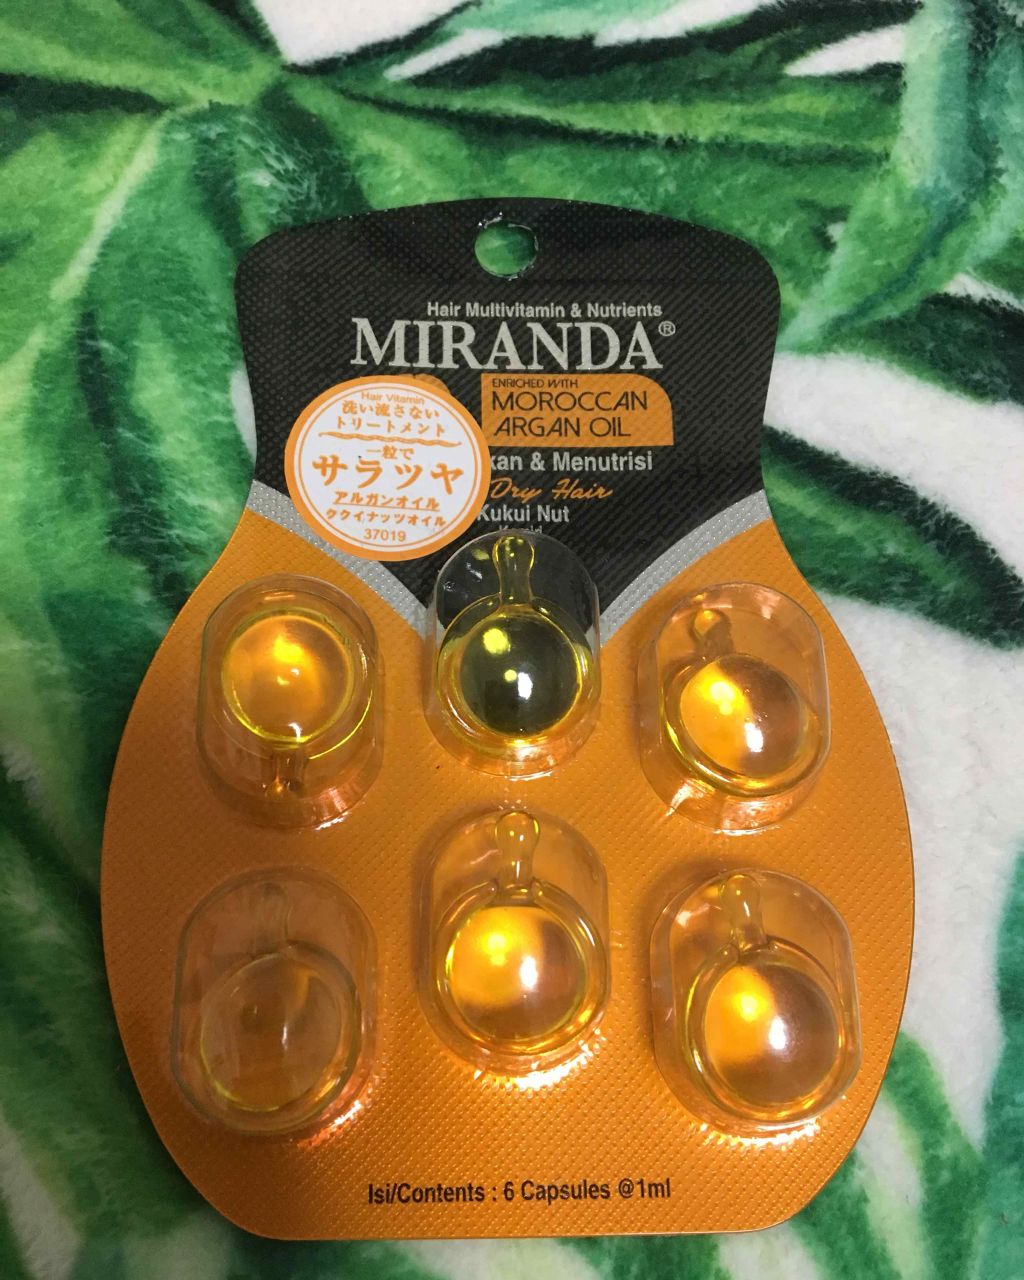 Hair Multivitamin & Nutrients
MIRANDA®
ENRICHED WITH
MOROCCAN
ARGAN OIL
Hair Vitamin
洗い流さない
トリートメント
一粒で
サラツヤ
アルガンオイル
ククイナッツオイル
37019
kan & Menutrisi
Dry Hair
Kukui Nut
Isi/Contents : 6 Capsules @1ml